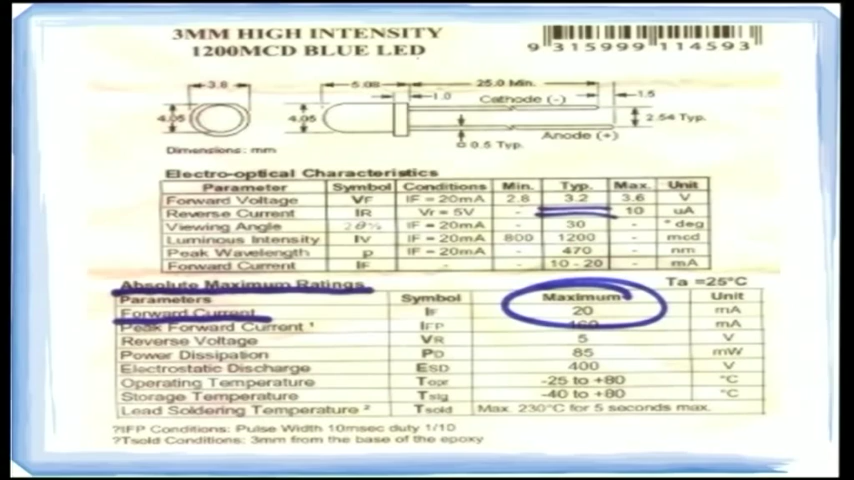 3MM HIGH INTENSITY
1200MCD BLUE LED
9 315999 114593
3.8
5.08
25.0 Min.
1.0
1.5
Cathode (-)
4.05
4.05
2.54 Typ.
Anode (+)
0.5 Typ.
Dimensions: mm
Electro-optical Characteristics
Parameter Symbol Conditions Min. Typ. Max. Unit
Forward Voltage VF IF = 20mA 2.8 3.2 3.6 V
Reverse Current IR Vr = 5V - - 10 uA
Viewing Angle 2θ½ IF = 20mA - 30 - ° deg
Luminous Intensity IV IF = 20mA 800 1200 - mcd
Peak Wavelength p IF = 20mA - 470 - nm
Forward Current IF - - 10 - 20 - mA
Absolute Maximum Ratings Ta =25°C
Parameters Symbol Maximum Unit
Forward Current IF 20 mA
Peak Forward Current ¹ IFP mA
Reverse Voltage VR 5 V
Power Dissipation PD 85 mW
Electrostatic Discharge ESD 400 V
Operating Temperature Topr -25 to +80 °C
Storage Temperature Tstg -40 to +80 °C
Lead Soldering Temperature ² Tsold Max. 230°C for 5 seconds max.
?IFP Conditions: Pulse Width 10msec duty 1/10
?Tsold Conditions: 3mm from the base of the epoxy